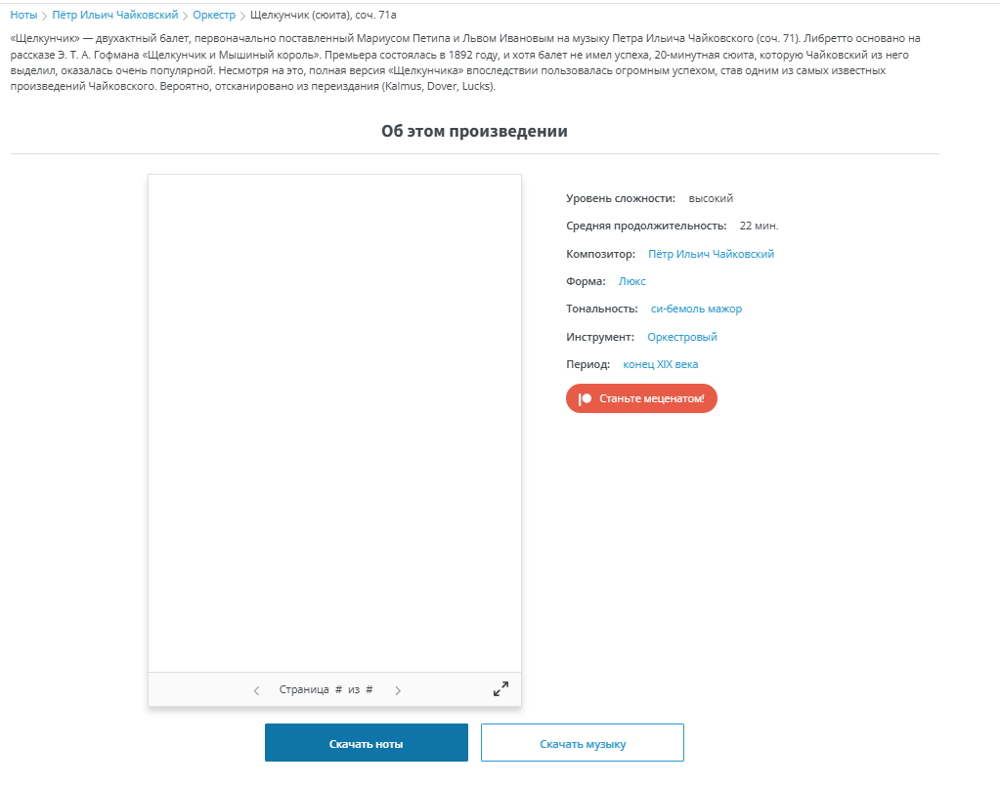 Ноты > Пётр Ильич Чайковский > Оркестр > Щелкунчик (сюита), соч. 71а
«Щелкунчик» — двухактный балет, первоначально поставленный Мариусом Петипа и Львом Ивановым на музыку Петра Ильича Чайковского (соч. 71). Либретто основано на
рассказе Э. Т. А. Гофмана «Щелкунчик и Мышиный король». Премьера состоялась в 1892 году, и хотя балет не имел успеха, 20-минутная сюита, которую Чайковский из него
выделил, оказалась очень популярной. Несмотря на это, полная версия «Щелкунчика» впоследствии пользовалась огромным успехом, став одним из самых известных
произведений Чайковского. Вероятно, отсканировано из переиздания (Kalmus, Dover, Lucks).
Об этом произведении
Уровень сложности: высокий
Средняя продолжительность: 22 мин.
Композитор: Пётр Ильич Чайковский
Форма: Люкс
Тональность: си-бемоль мажор
Инструмент: Оркестровый
Период: конец XIX века
Станьте меценатом!
Страница # из #
Скачать ноты
Скачать музыку